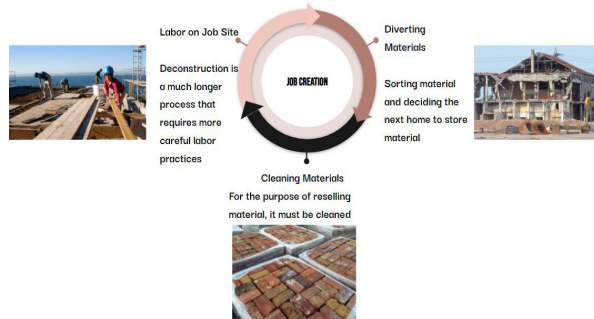 Labor on Job Site
Deconstruction is
a much longer
process that
requires more
careful labor
practices
JOB CREATION
Diverting
Materials
Sorting material
and deciding the
next home to store
material
Cleaning Materials
For the purpose of reselling
material, it must be cleaned